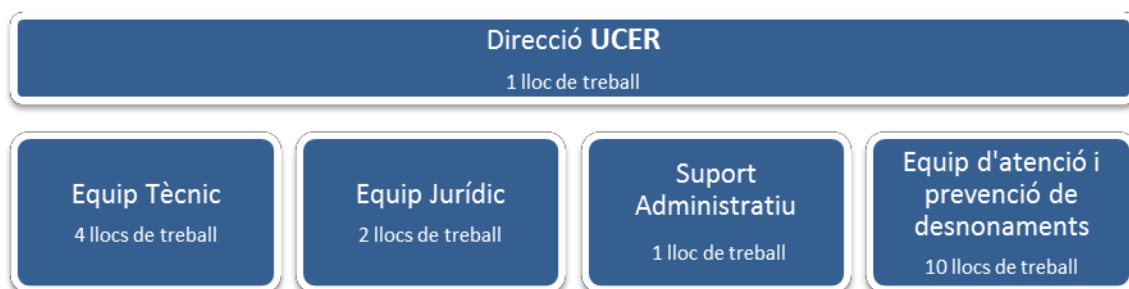 Direcció UCER
1 lloc de treball
Equip Tècnic
4 llocs de treball
Equip Jurídic
2 llocs de treball
Suport
Administratiu
1 lloc de treball
Equip d'atenció i
prevenció de
desnonaments
10 llocs de treball